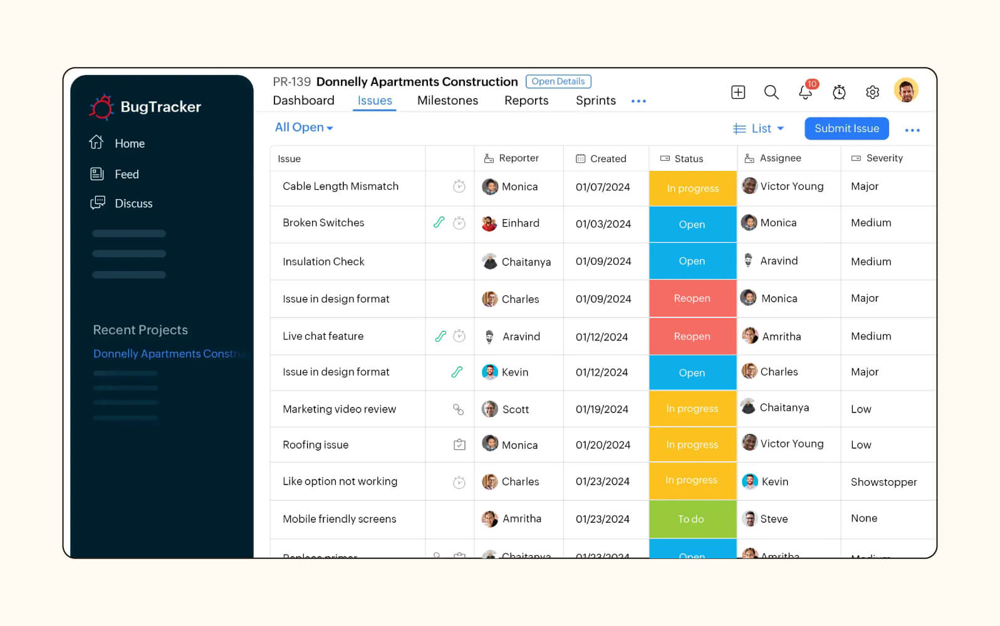 PR-139 Donnelly Apartments Construction Open Details
BugTracker
Dashboard Issues Milestones Reports Sprints
10
Home
Feed
Discuss
Recent Projects
Donnelly Apartments Constru
All Open List Submit Issue
Issue Reporter Created Status Assignee Severity
Cable Length Mismatch Monica 01/07/2024 In progress Victor Young Major
Broken Switches Einhard 01/03/2024 Open Monica Medium
Insulation Check Chaitanya 01/09/2024 Open Aravind Medium
Issue in design format Charles 01/09/2024 Reopen Monica Major
Live chat feature Aravind 01/12/2024 Reopen Amritha Medium
Issue in design format Kevin 01/12/2024 Open Charles Major
Marketing video review Scott 01/19/2024 In progress Chaitanya Low
Roofing issue Monica 01/20/2024 In progress Victor Young Low
Like option not working Charles 01/23/2024 In progress Kevin Showstopper
Mobile friendly screens Amritha 01/23/2024 To do Steve None
Replace primer Chaitanya 01/23/2024 Open Amritha Medium